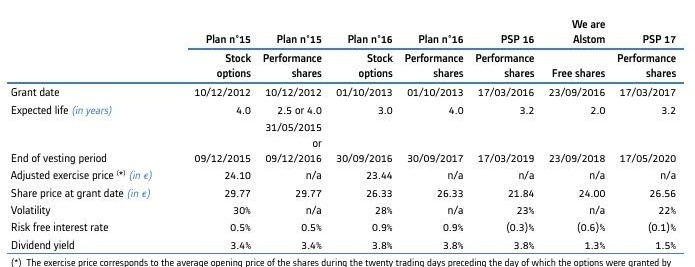 We are
Plan n°15 Plan n°15 Plan n°16 Plan n°16 PSP 16 Alstom PSP 17
Stock Performance Stock Performance Performance Performance
options shares options shares shares Free shares shares
Grant date 10/12/2012 10/12/2012 01/10/2013 01/10/2013 17/03/2016 23/09/2016 17/03/2017
Expected life (in years) 4.0 2.5 or 4.0 3.0 4.0 3.2 2.0 3.2
31/05/2015
or
End of vesting period 09/12/2015 09/12/2016 30/09/2016 30/09/2017 17/03/2019 23/09/2018 17/05/2020
Adjusted exercise price (*) (in €) 24.10 n/a 23.44 n/a n/a n/a n/a
Share price at grant date (in €) 29.77 29.77 26.33 26.33 21.84 24.00 26.56
Volatility 30% n/a 28% n/a 23% n/a 22%
Risk free interest rate 0.5% 0.5% 0.9% 0.9% (0.3)% (0.6)% (0.1)%
Dividend yield 3.4% 3.4% 3.8% 3.8% 3.8% 1.3% 1.5%
(*) The exercise price corresponds to the average opening price of the shares during the twenty trading days preceding the day of which the options were granted by